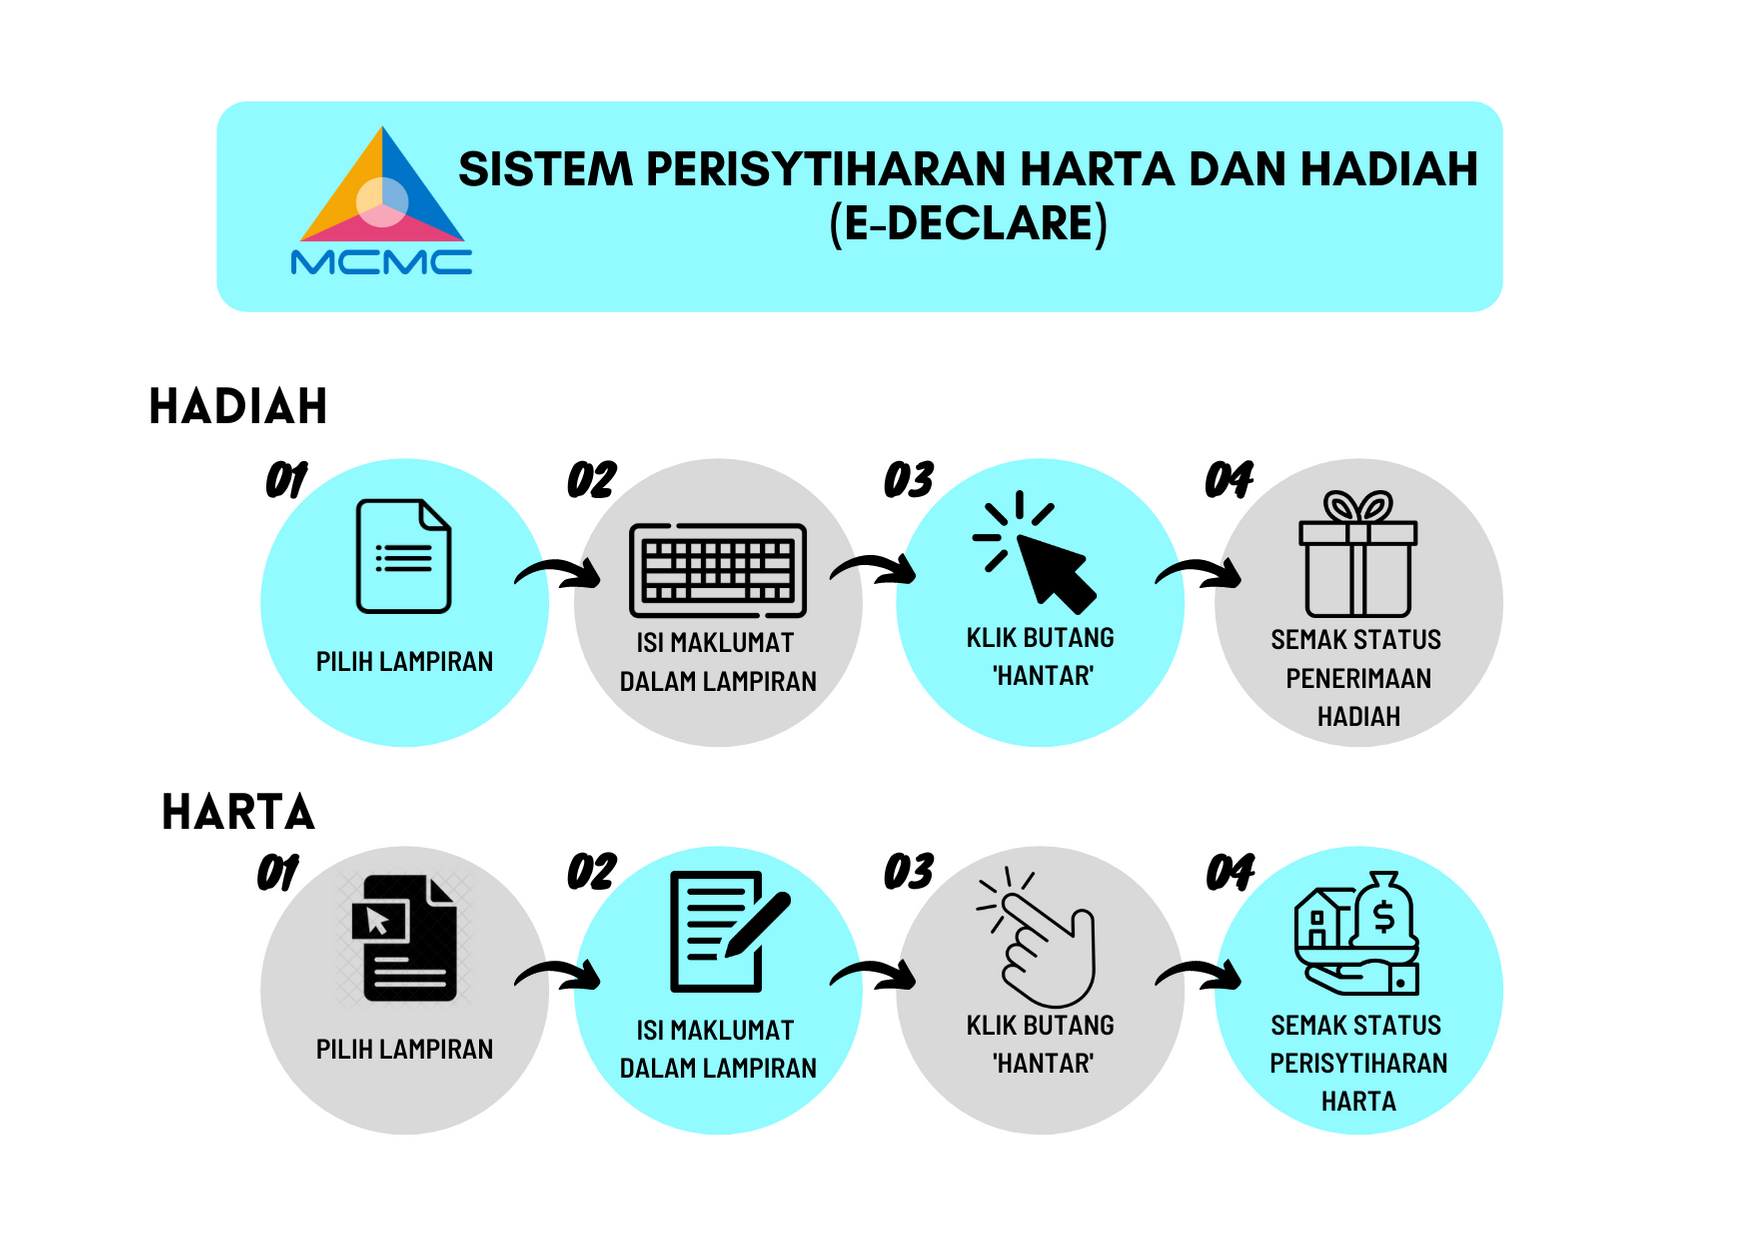 MCMC
SISTEM PERISYTIHARAN HARTA DAN HADIAH
(E-DECLARE)
HADIAH
01
PILIH LAMPIRAN
02
ISI MAKLUMAT
DALAM LAMPIRAN
03
KLIK BUTANG
'HANTAR'
04
SEMAK STATUS
PENERIMAAN
HADIAH
HARTA
01
PILIH LAMPIRAN
02
ISI MAKLUMAT
DALAM LAMPIRAN
03
KLIK BUTANG
'HANTAR'
04
$
SEMAK STATUS
PERISYTIHARAN
HARTA